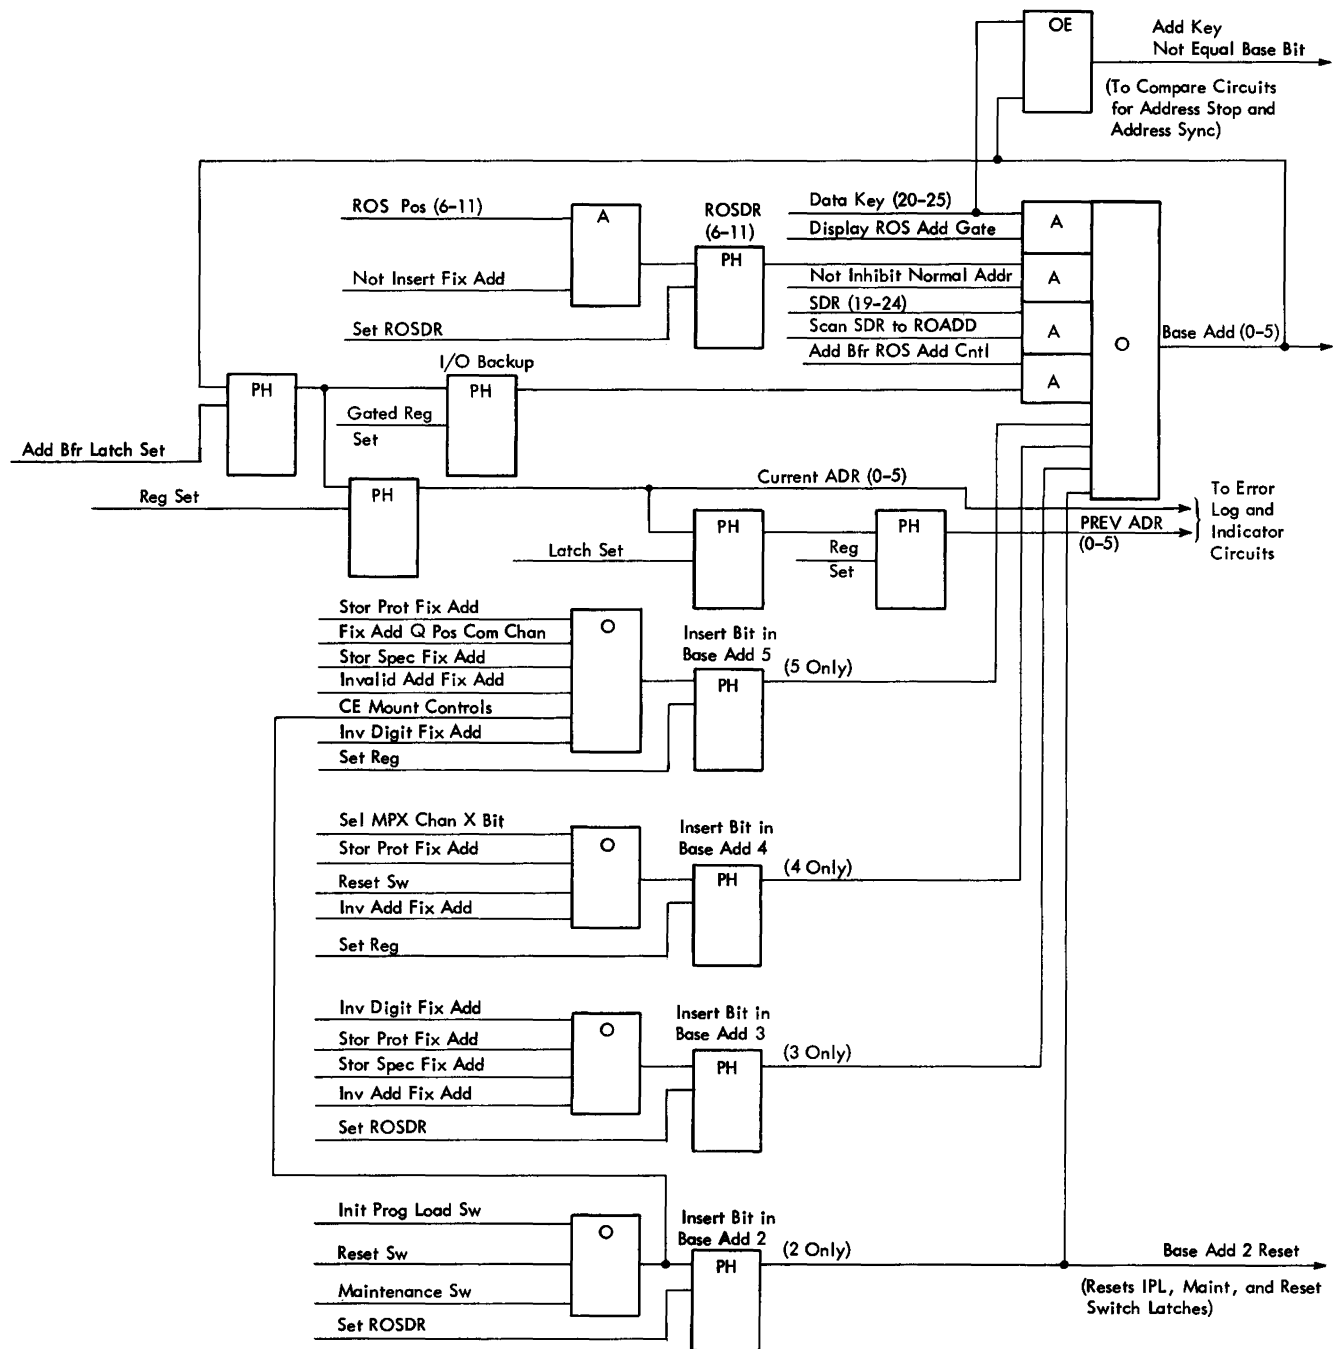 OE
Add Key
Not Equal Base Bit
(To Compare Circuits
for Address Stop and
Address Sync)
ROS Pos (6-11)
A
Not Insert Fix Add
Set ROSDR
ROSDR
(6-11)
PH
Data Key (20-25)
Display ROS Add Gate
A
Not Inhibit Normal Addr
A
SDR (19-24)
Scan SDR to ROADD
A
Add Bfr ROS Add Cntl
A
O
Base Add (0-5)
I/O Backup
PH
PH
Gated Reg
Set
Add Bfr Latch Set
Reg Set
PH
Current ADR (0-5)
Latch Set
PH
Reg
Set
PH
PREV ADR
(0-5)
To Error
Log and
Indicator
Circuits
Stor Prot Fix Add
Fix Add Q Pos Com Chan
Stor Spec Fix Add
Invalid Add Fix Add
CE Mount Controls
Inv Digit Fix Add
Set Reg
O
Insert Bit in
Base Add 5
PH
(5 Only)
Sel MPX Chan X Bit
Stor Prot Fix Add
Reset Sw
Inv Add Fix Add
Set Reg
O
Insert Bit in
Base Add 4
PH
(4 Only)
Inv Digit Fix Add
Stor Prot Fix Add
Stor Spec Fix Add
Inv Add Fix Add
Set ROSDR
O
Insert Bit in
Base Add 3
PH
(3 Only)
Init Prog Load Sw
Reset Sw
Maintenance Sw
Set ROSDR
O
Insert Bit in
Base Add 2
PH
(2 Only)
Base Add 2 Reset
(Resets IPL, Maint, and Reset
Switch Latches)